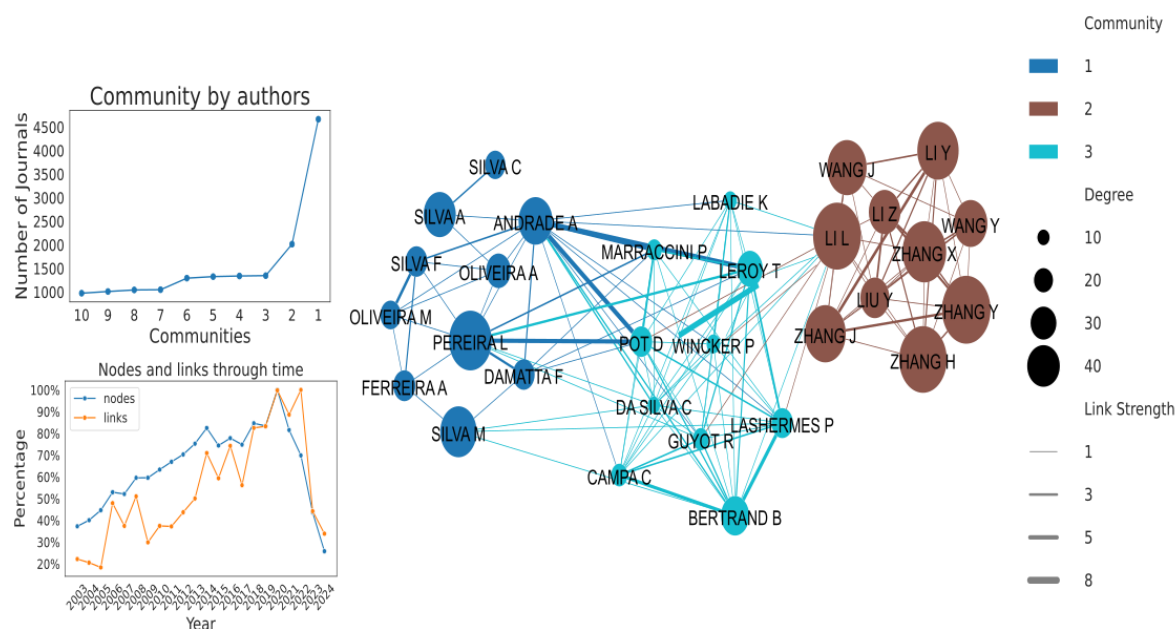 Community by authors
Number of Journals
4500
4000
3500
3000
2500
2000
1500
1000
10 9 8 7 6 5 4 3 2 1
Communities
Nodes and links through time
Percentage
100%
90%
80%
70%
60%
50%
40%
30%
20%
nodes
links
2003 2004 2005 2006 2007 2008 2009 2010 2011 2012 2013 2014 2015 2016 2017 2018 2019 2020 2021 2022 2023 2024
Year
SILVA C
SILVA A
ANDRADE A
SILVA F
OLIVEIRA A
OLIVEIRA M
PEREIRA L
FERREIRA A
DAMATTA F
SILVA M
LABADIE K
MARRACCINI P
LEROY T
POT D
WINCKER P
DA SILVA C
GUYOT R
LASHERMES P
CAMPA C
BERTRAND B
WANG J
LI Y
LI Z
WANG Y
LI L
ZHANG X
LIU Y
ZHANG Y
ZHANG J
ZHANG H
Community
1
2
3
Degree
10
20
30
40
Link Strength
1
3
5
8